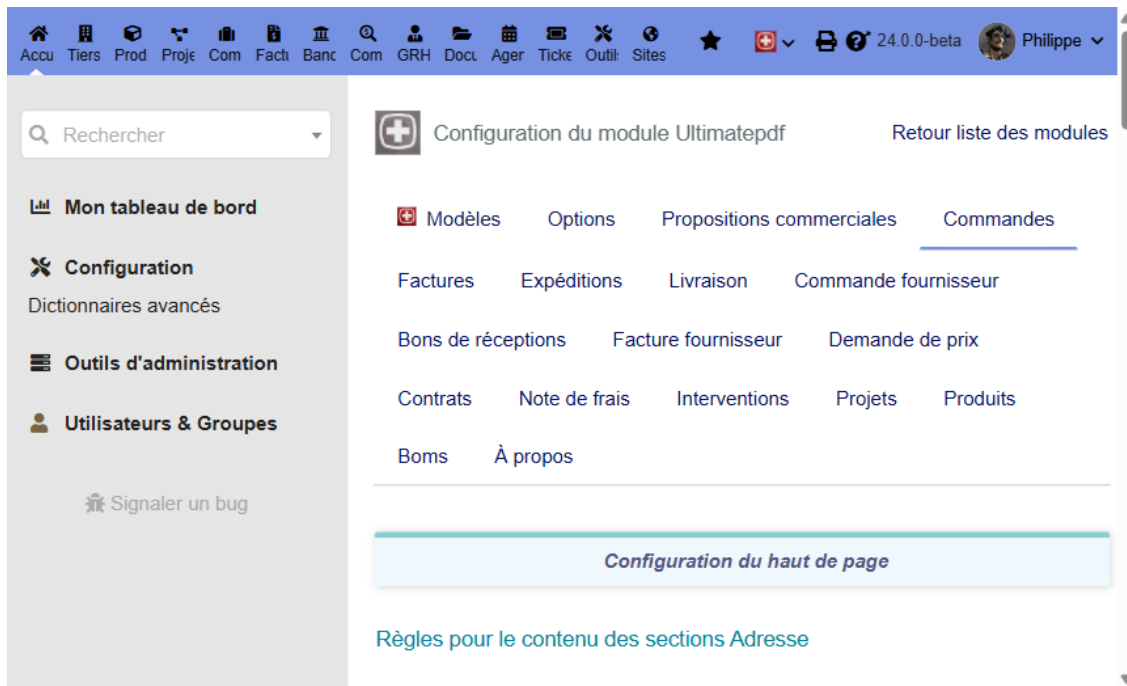 Accu Tiers Prod Proje Com Factu Banc Com GRH Docu Ager Ticke Outils Sites 24.0.0-beta Philippe
Rechercher
Mon tableau de bord
Configuration
Dictionnaires avancés
Outils d'administration
Utilisateurs & Groupes
Signaler un bug
Configuration du module Ultimatepdf Retour liste des modules
Modèles Options Propositions commerciales Commandes
Factures Expéditions Livraison Commande fournisseur
Bons de réceptions Facture fournisseur Demande de prix
Contrats Note de frais Interventions Projets Produits
Boms À propos
Configuration du haut de page
Règles pour le contenu des sections Adresse